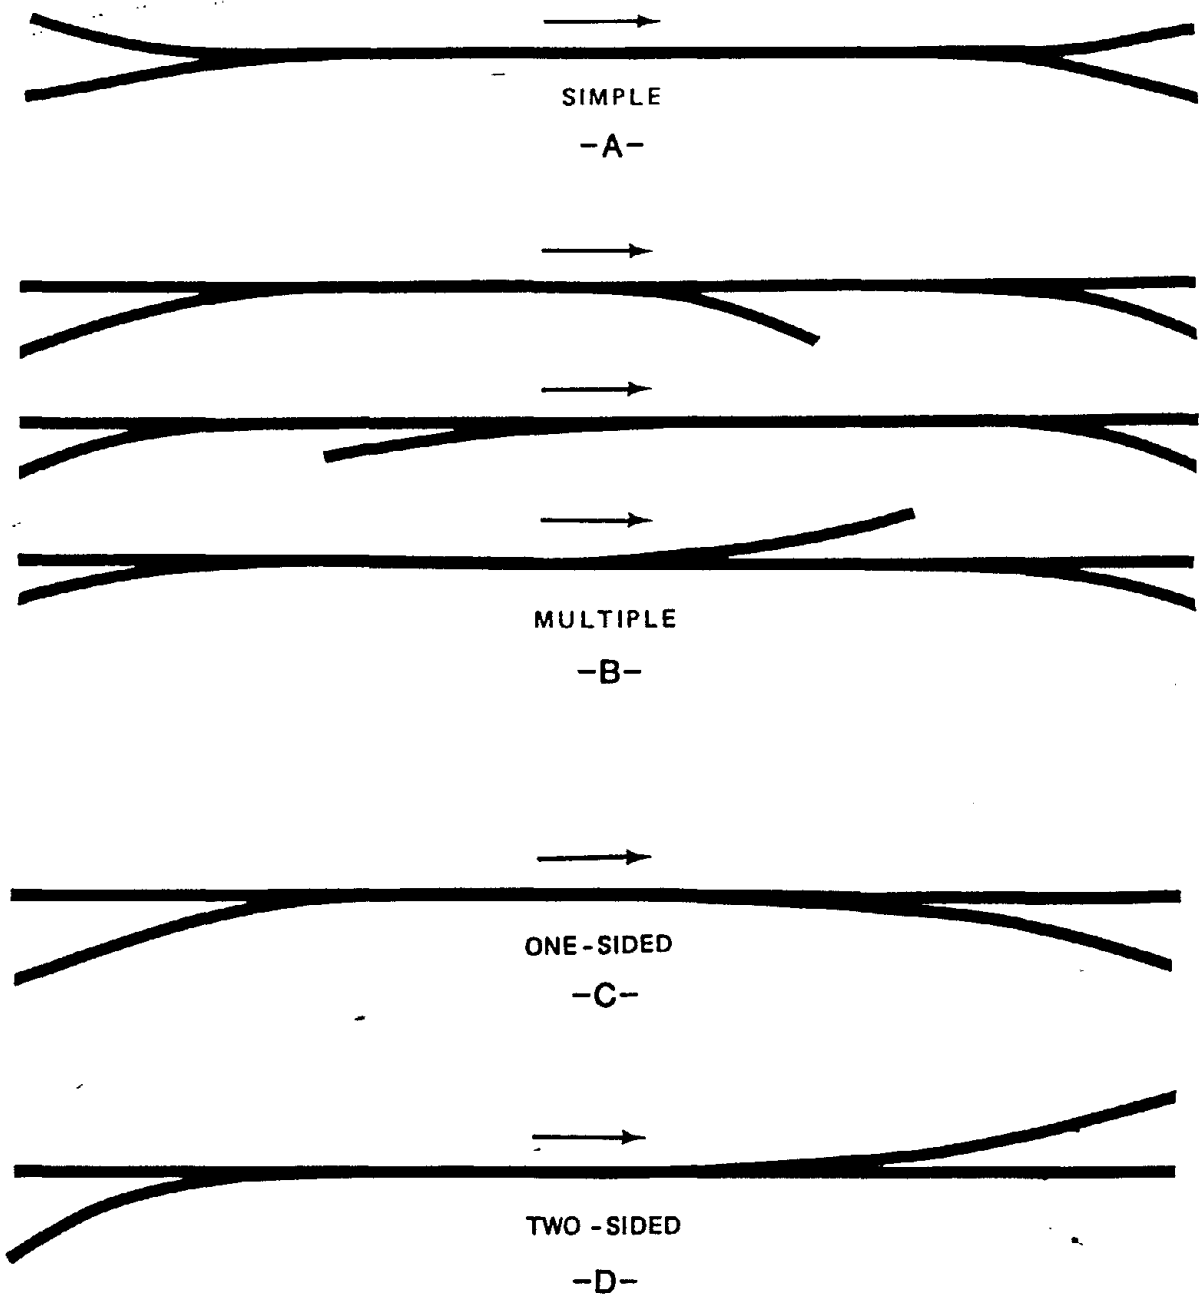 SIMPLE
-A-
MULTIPLE
-B-
ONE-SIDED
-C-
TWO-SIDED
-D-